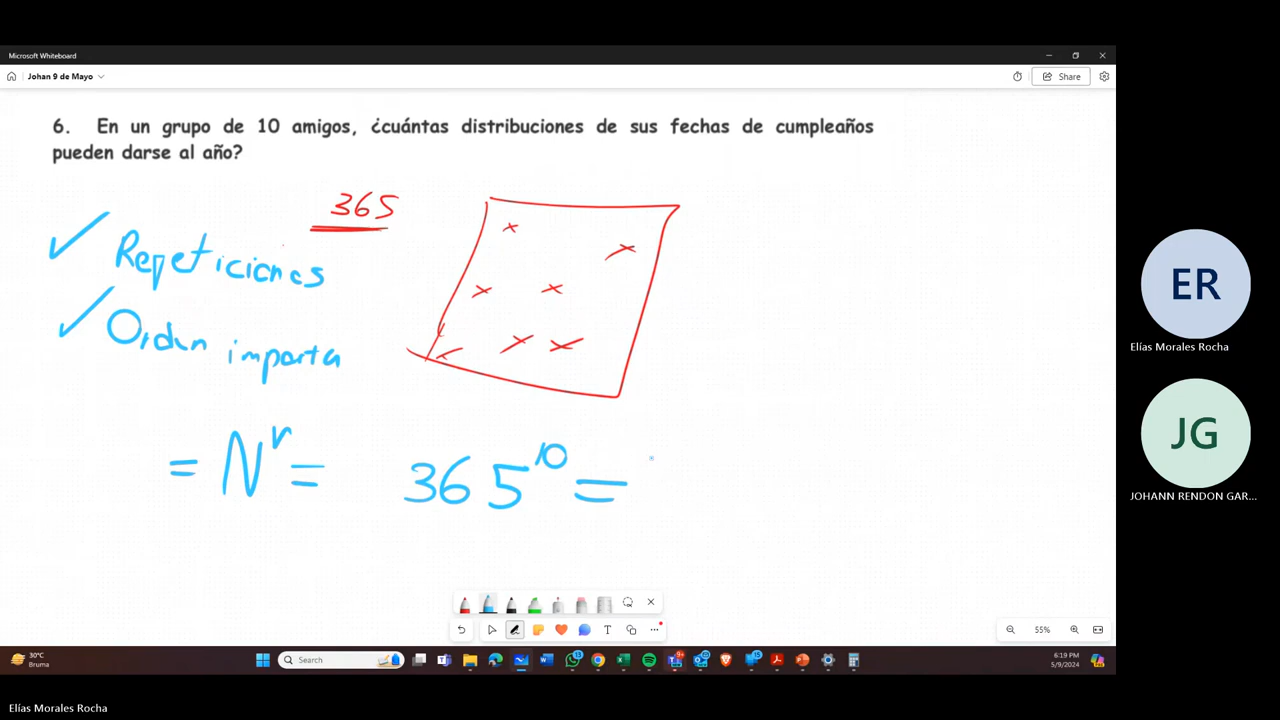 Microsoft Whiteboard
Johan 9 de Mayo
Share
6. En un grupo de 10 amigos, ¿cuántas distribuciones de sus fechas de cumpleaños
pueden darse al año?
365
Repeticiones
Orden importa
= N^r = 365^10 =
ER
Elías Morales Rocha
JG
JOHANN RENDON GAR...
55%
30°C
Bruma
Search
6:19 PM
5/9/2024
Elías Morales Rocha